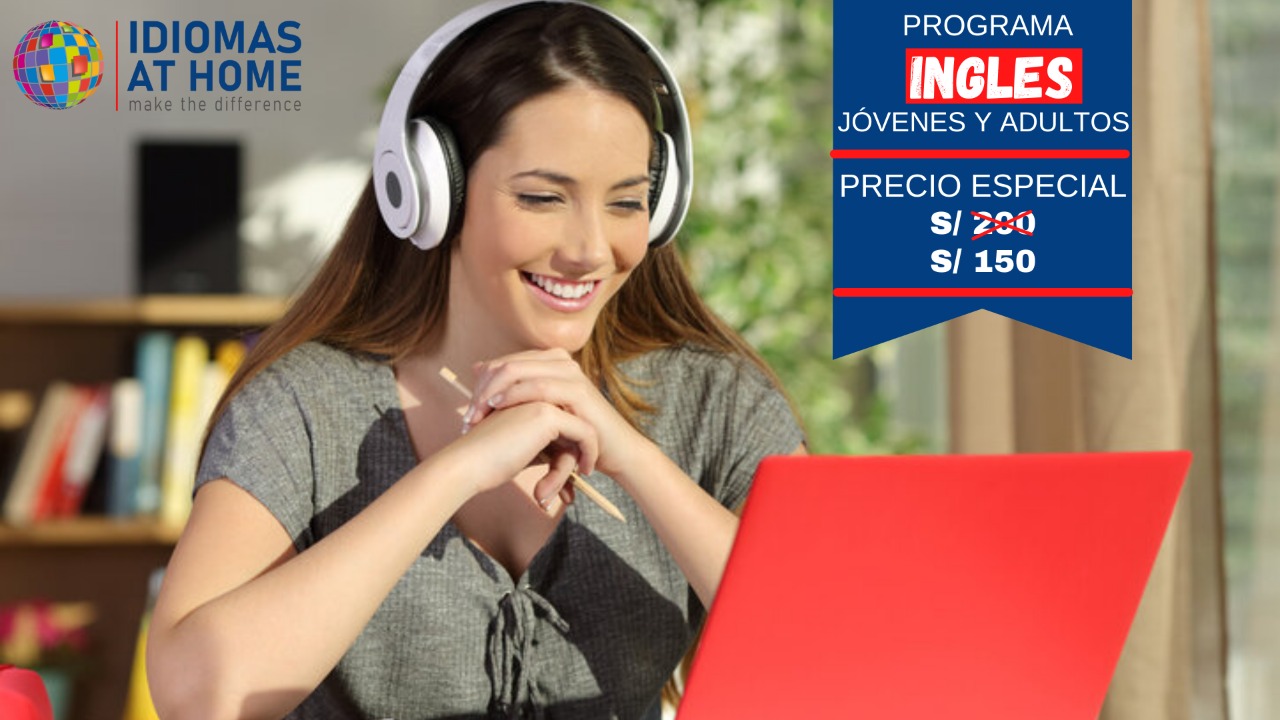 IDIOMAS
AT HOME
make the difference
PROGRAMA
INGLES
JÓVENES Y ADULTOS
PRECIO ESPECIAL
S/ 200
S/ 150